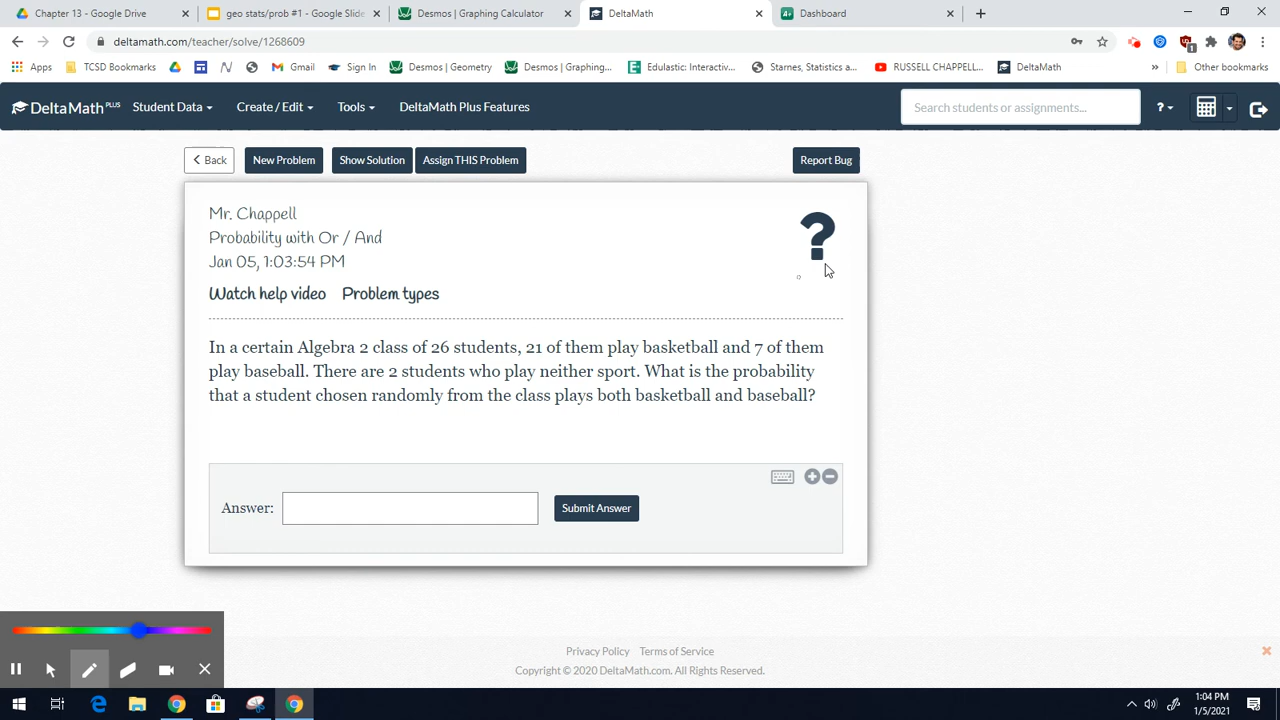 Chapter 13 - Google Drive
geo stats/prob #1 - Google Slide
Desmos | Graphing Calculator
DeltaMath
Dashboard
deltamath.com/teacher/solve/1268609
Apps
TCSD Bookmarks
Gmail
Sign In
Desmos | Geometry
Desmos | Graphing...
Edulastic: Interactiv...
Starnes, Statistics a...
RUSSELL CHAPPELL...
DeltaMath
»
Other bookmarks
DeltaMath PLUS
Student Data
Create / Edit
Tools
DeltaMath Plus Features
Search students or assignments...
?
Back
New Problem
Show Solution
Assign THIS Problem
Report Bug
Mr. Chappell
Probability with Or / And
Jan 05, 1:03:54 PM
?
Watch help video Problem types
In a certain Algebra 2 class of 26 students, 21 of them play basketball and 7 of them
play baseball. There are 2 students who play neither sport. What is the probability
that a student chosen randomly from the class plays both basketball and baseball?
Answer:
Submit Answer
Privacy Policy Terms of Service
Copyright © 2020 DeltaMath.com. All Rights Reserved.
1:04 PM
1/5/2021